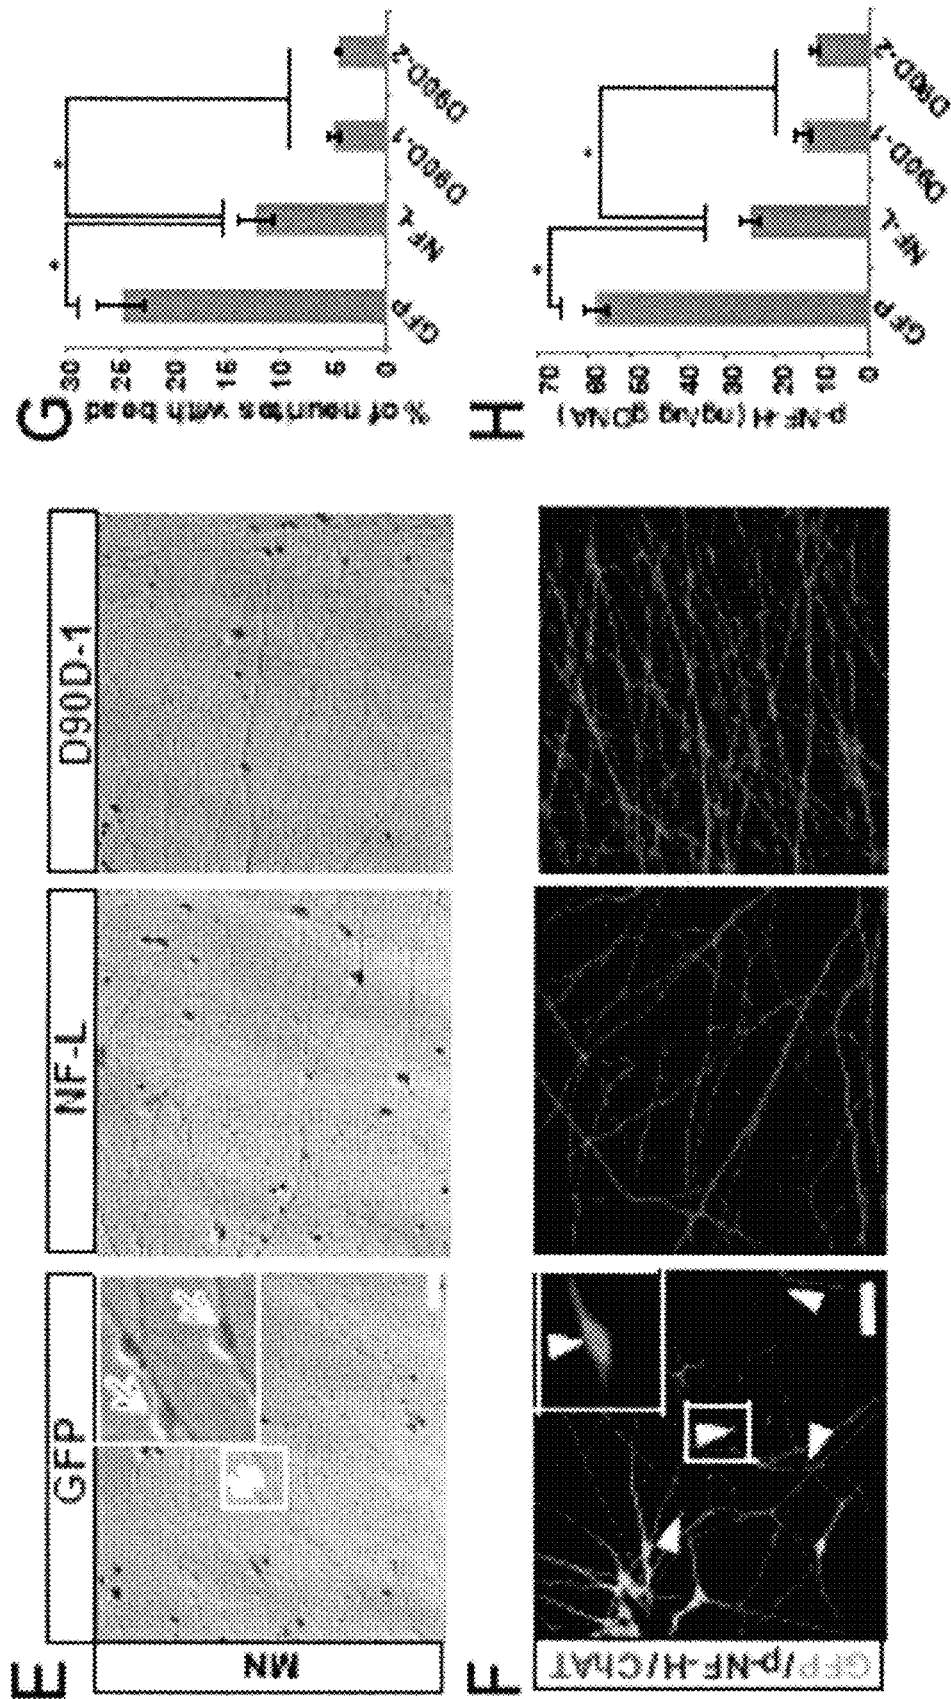 E
GFP
NF-L
D90D-1
MN
F
GFP/p-NF-H/ChAT
G
% of neurites with bead
30
25
20
15
10
5
0
GFP
NF-L
D90D-1
D90D-2
*
*
H
p-NF-H (ng/ug gDNA)
70
60
50
40
30
20
10
0
GFP
NF-L
D90D-1
D90D-2
*
*